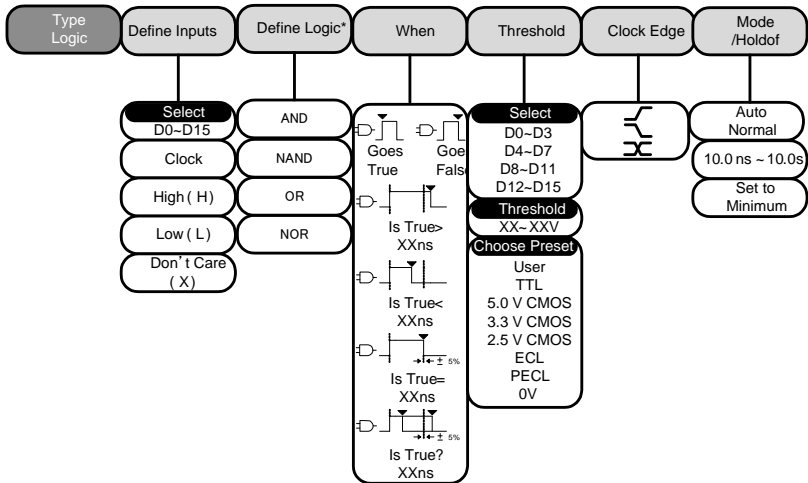 Type
Logic
Define Inputs
Define Logic*
When
Threshold
Clock Edge
Mode
/Holdof
Select
D0~D15
Clock
High ( H )
Low ( L )
Don't Care
( X )
AND
NAND
OR
NOR
Goes
True
Goe
Fals
Is True>
XXns
Is True<
XXns
± 5%
Is True=
XXns
± 5%
Is True?
XXns
Select
D0~D3
D4~D7
D8~D11
D12~D15
Threshold
XX~ XXV
Choose Preset
User
TTL
5.0 V CMOS
3.3 V CMOS
2.5 V CMOS
ECL
PECL
0V
Auto
Normal
10.0 ns ~ 10.0s
Set to
Minimum